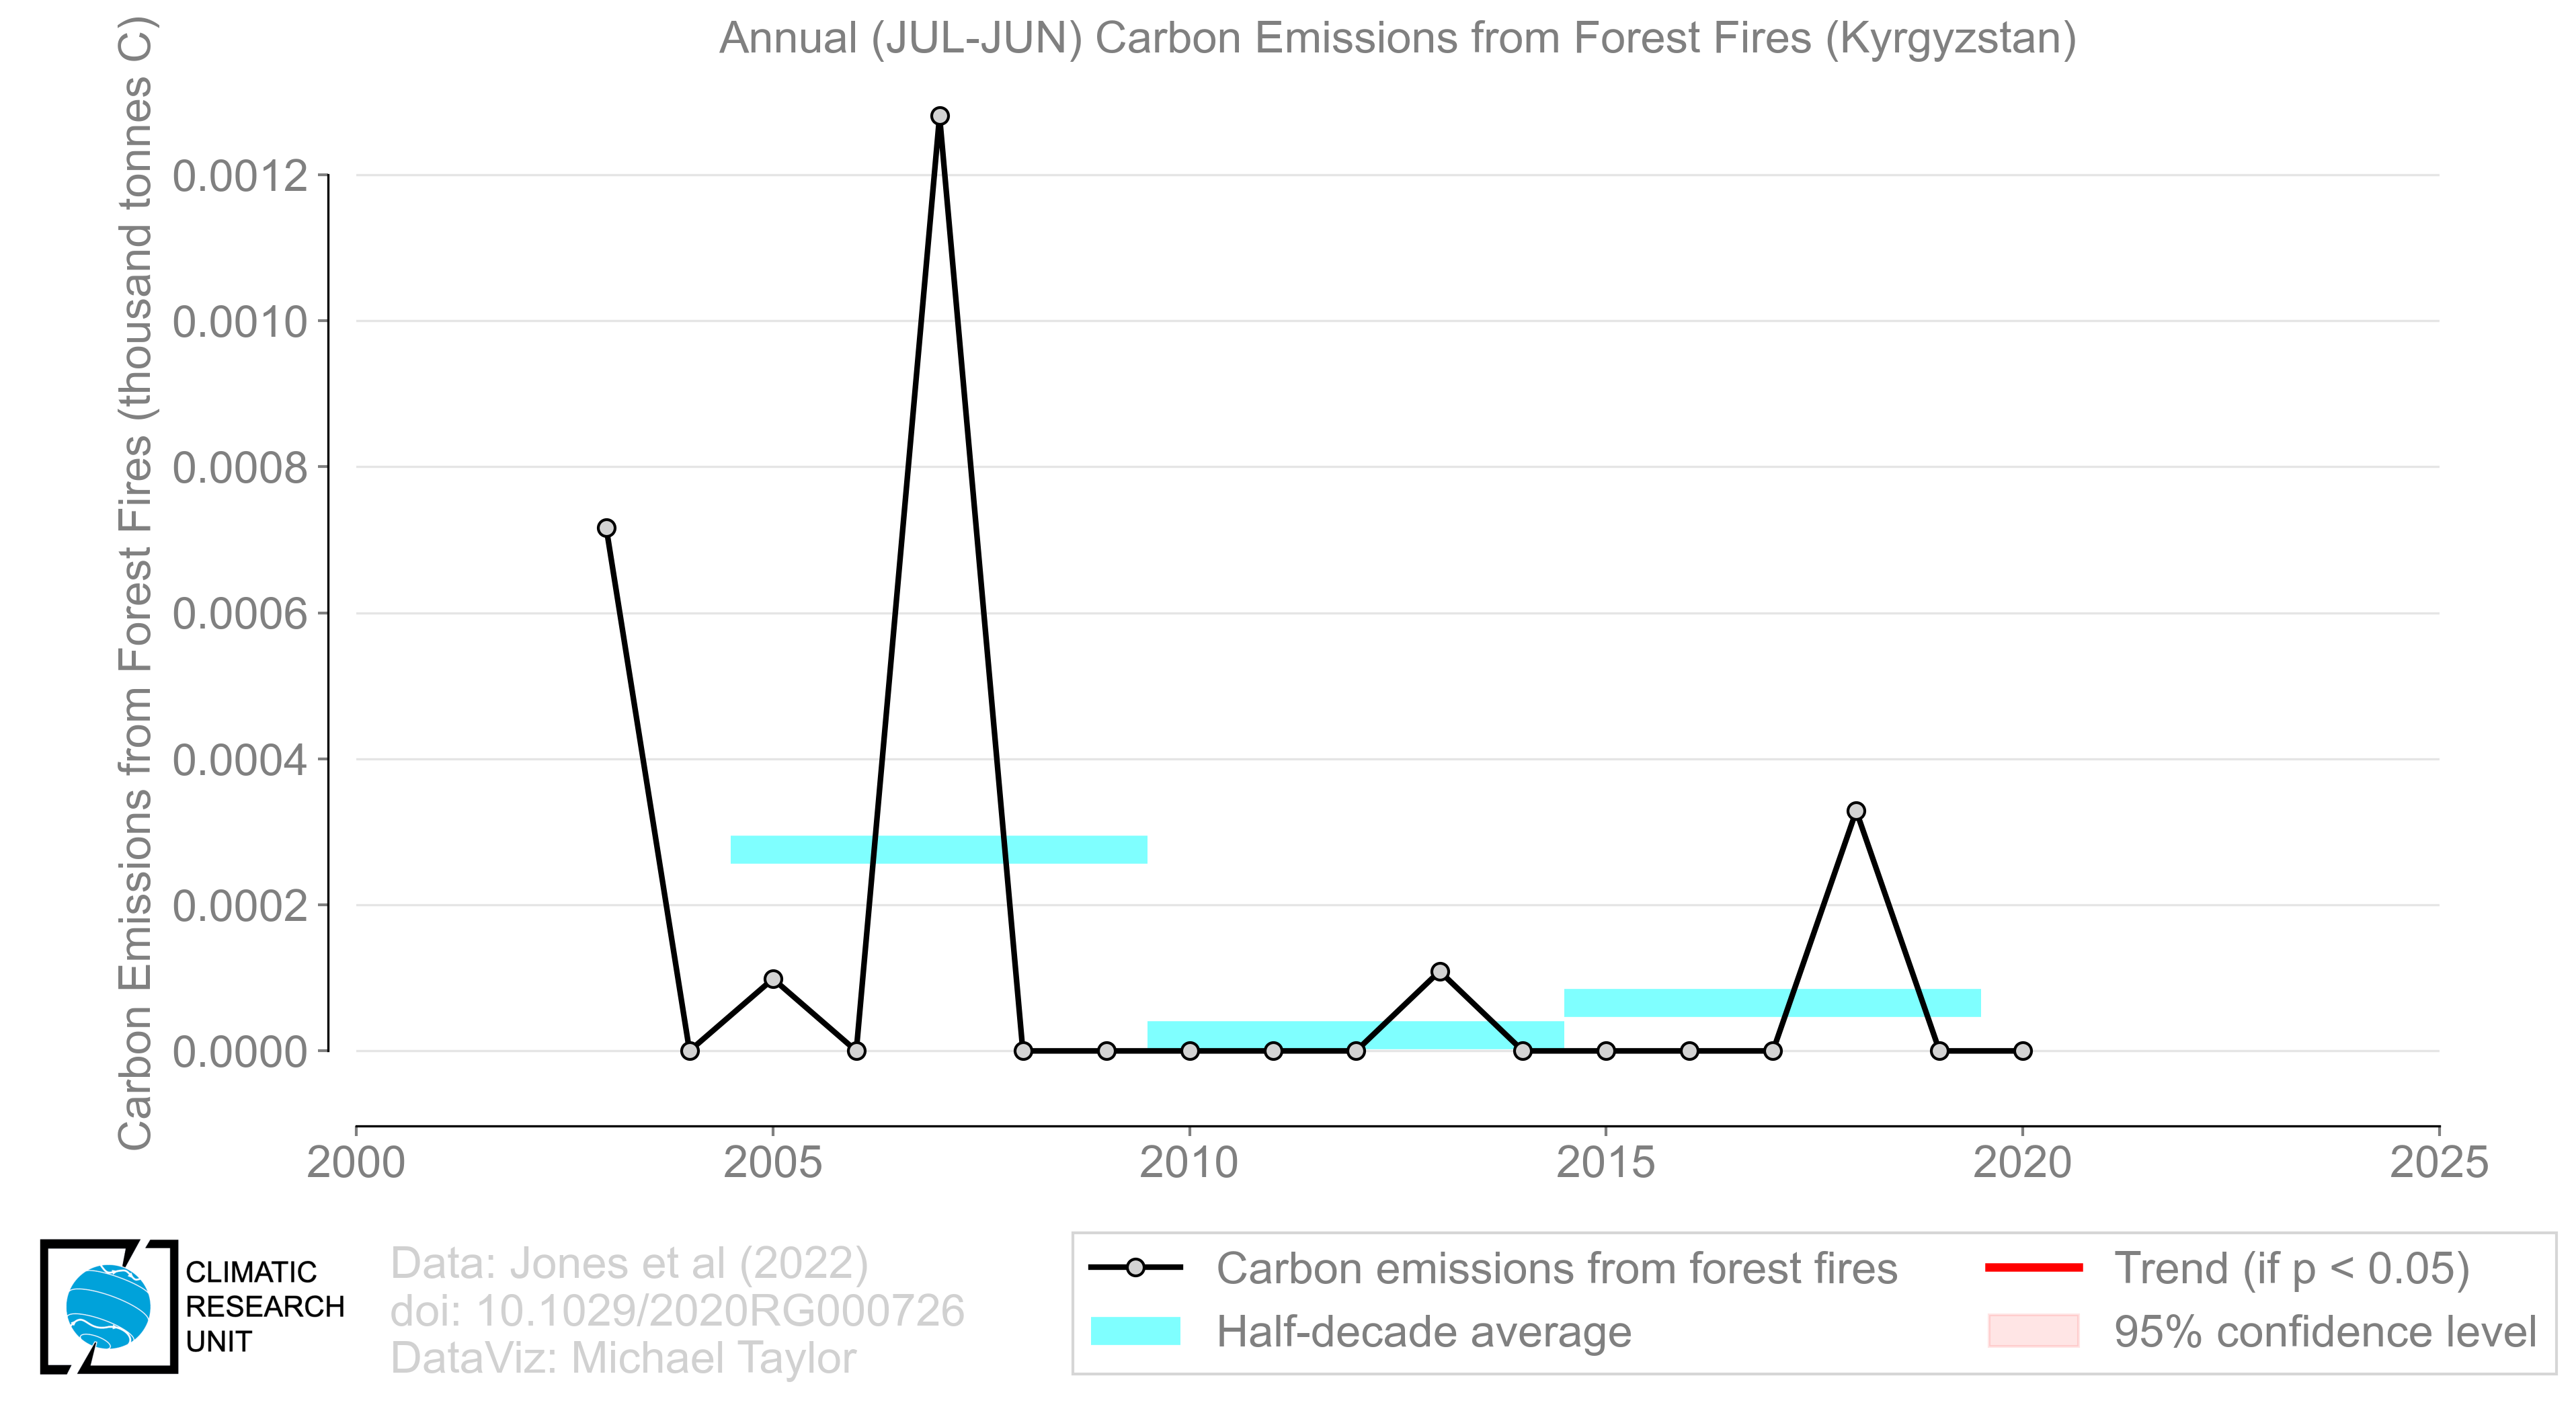 Annual (JUL-JUN) Carbon Emissions from Forest Fires (Kyrgyzstan)
Carbon Emissions from Forest Fires (thousand tonnes C)
0.0012
0.0010
0.0008
0.0006
0.0004
0.0002
0.0000
2000 2005 2010 2015 2020 2025
CLIMATIC
RESEARCH
UNIT
Data: Jones et al (2022)
doi: 10.1029/2020RG000726
DataViz: Michael Taylor
Carbon emissions from forest fires
Half-decade average
Trend (if p < 0.05)
95% confidence level